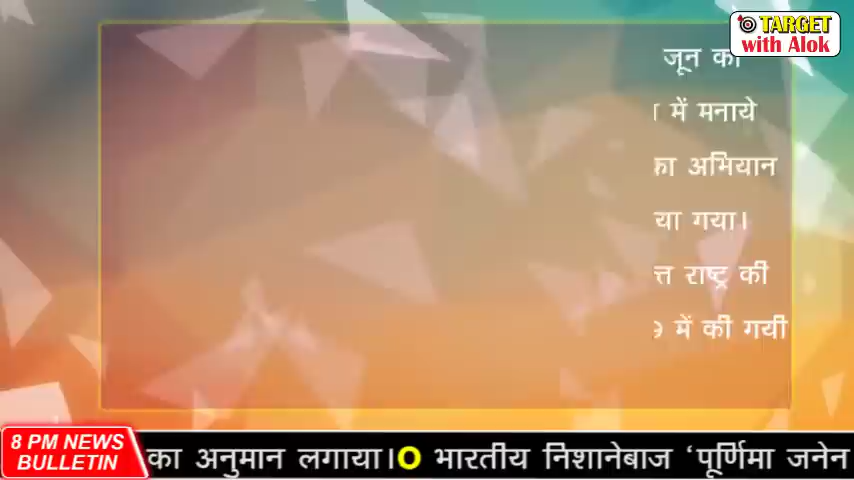 TARGET
with Alok
जून को
में मनाये
अभियान
गया।
राष्ट्र की
में की गयी
8 PM NEWS
BULLETIN
का अनुमान लगाया।O भारतीय निशानेबाज ‘पूर्णिमा जनेन